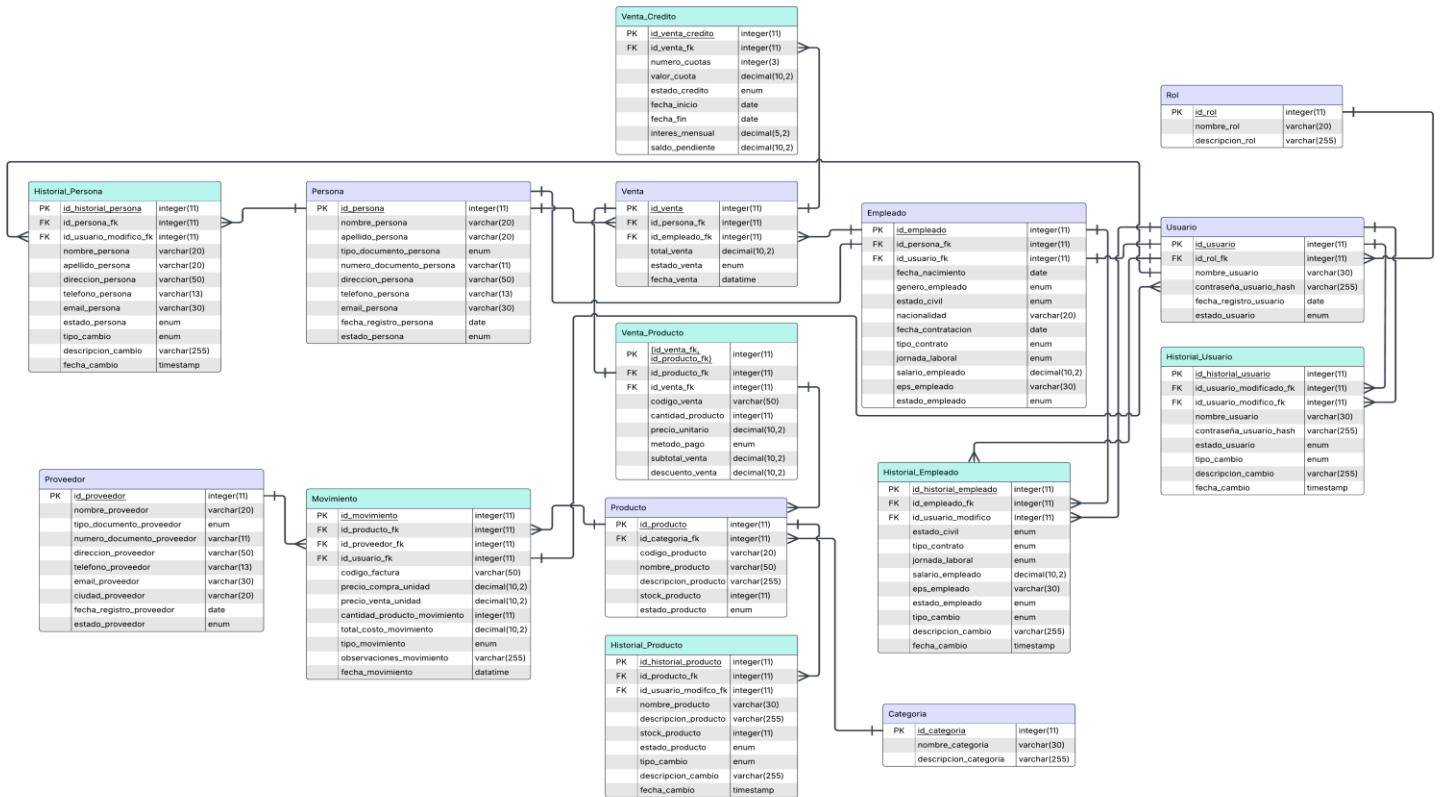 Venta_Credito
PK id_venta_credito integer(11)
FK id_venta_fk integer(11)
numero_cuotas integer(3)
valor_cuota decimal(10,2)
estado_credito enum
fecha_inicio date
fecha_fin date
interes_mensual decimal(5,2)
saldo_pendiente decimal(10,2)
Rol
PK id_rol integer(11)
nombre_rol varchar(20)
descripcion_rol varchar(255)
Historial_Persona
PK id_historial_persona integer(11)
FK id_persona_fk integer(11)
FK id_usuario_modifico_fk integer(11)
nombre_persona varchar(20)
apellido_persona varchar(20)
direccion_persona varchar(50)
telefono_persona varchar(13)
email_persona varchar(30)
estado_persona enum
tipo_cambio enum
descripcion_cambio varchar(255)
fecha_cambio timestamp
Persona
PK id_persona integer(11)
nombre_persona varchar(20)
apellido_persona varchar(20)
tipo_documento_persona enum
numero_documento_persona varchar(11)
direccion_persona varchar(50)
telefono_persona varchar(13)
email_persona varchar(30)
fecha_registro_persona date
estado_persona enum
Venta
PK id_venta integer(11)
FK id_persona_fk integer(11)
FK id_empleado_fk integer(11)
total_venta decimal(10,2)
estado_venta enum
fecha_venta datatime
Empleado
PK id_empleado integer(11)
FK id_persona_fk integer(11)
FK id_usuario_fk integer(11)
fecha_nacimiento date
genero_empleado enum
estado_civil enum
nacionalidad varchar(20)
fecha_contratacion date
tipo_contrato enum
jornada_laboral enum
salario_empleado decimal(10,2)
eps_empleado varchar(30)
estado_empleado enum
Usuario
PK id_usuario integer(11)
FK id_rol_fk integer(11)
nombre_usuario varchar(30)
contraseña_usuario_hash varchar(255)
fecha_registro_usuario date
estado_usuario enum
Venta_Producto
PK {id_venta_fk, integer(11)
id_producto_fk}
FK id_producto_fk integer(11)
FK id_venta_fk integer(11)
codigo_venta varchar(50)
cantidad_producto integer(11)
precio_unitario decimal(10,2)
metodo_pago enum
subtotal_venta decimal(10,2)
descuento_venta decimal(10,2)
Historial_Usuario
PK id_historial_usuario integer(11)
FK id_usuario_modificado_fk integer(11)
FK id_usuario_modifico_fk integer(11)
nombre_usuario varchar(30)
contraseña_usuario_hash varchar(255)
estado_usuario enum
tipo_cambio enum
descripcion_cambio varchar(255)
fecha_cambio timestamp
Proveedor
PK id_proveedor integer(11)
nombre_proveedor varchar(20)
tipo_documento_proveedor enum
numero_documento_proveedor varchar(11)
direccion_proveedor varchar(50)
telefono_proveedor varchar(13)
email_proveedor varchar(30)
ciudad_proveedor varchar(20)
fecha_registro_proveedor date
estado_proveedor enum
Movimiento
PK id_movimiento integer(11)
FK id_producto_fk integer(11)
FK id_proveedor_fk integer(11)
FK id_usuario_fk integer(11)
codigo_factura varchar(50)
precio_compra_unidad decimal(10,2)
precio_venta_unidad decimal(10,2)
cantidad_producto_movimiento integer(11)
total_costo_movimiento decimal(10,2)
tipo_movimiento enum
observaciones_movimiento varchar(255)
fecha_movimiento datatime
Producto
PK id_producto integer(11)
FK id_categoria_fk integer(11)
codigo_producto varchar(20)
nombre_producto varchar(50)
descripcion_producto varchar(255)
stock_producto integer(11)
estado_producto enum
Historial_Empleado
PK id_historial_empleado integer(11)
FK id_empleado_fk integer(11)
FK id_usuario_modifico Integer(11)
estado_civil enum
tipo_contrato enum
jornada_laboral enum
salario_empleado decimal(10,2)
eps_empleado varchar(30)
estado_empleado enum
tipo_cambio enum
descripcion_cambio varchar(255)
fecha_cambio timestamp
Historial_Producto
PK id_historial_producto integer(11)
FK id_producto_fk integer(11)
FK id_usuario_modifco_fk integer(11)
nombre_producto varchar(30)
descripcion_producto varchar(255)
stock_producto integer(11)
estado_producto enum
tipo_cambio enum
descripcion_cambio varchar(255)
fecha_cambio timestamp
Categoria
PK id_categoria integer(11)
nombre_categoria varchar(30)
descripcion_categoria varchar(255)